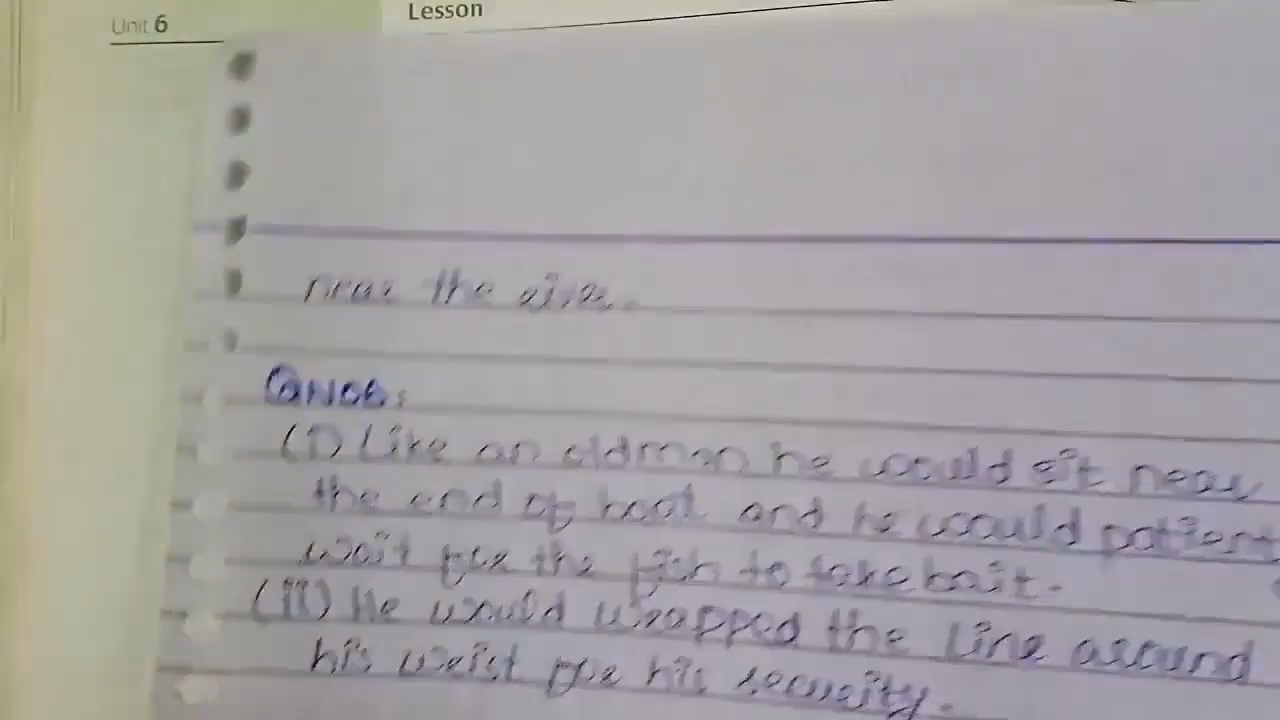 Unit 6
Lesson
near the
(i) Like an oldman he would sit near
the end of boat and he would patient
wait for the fish to take bait.
(ii) He would wrapped the line around
his waist for his security.